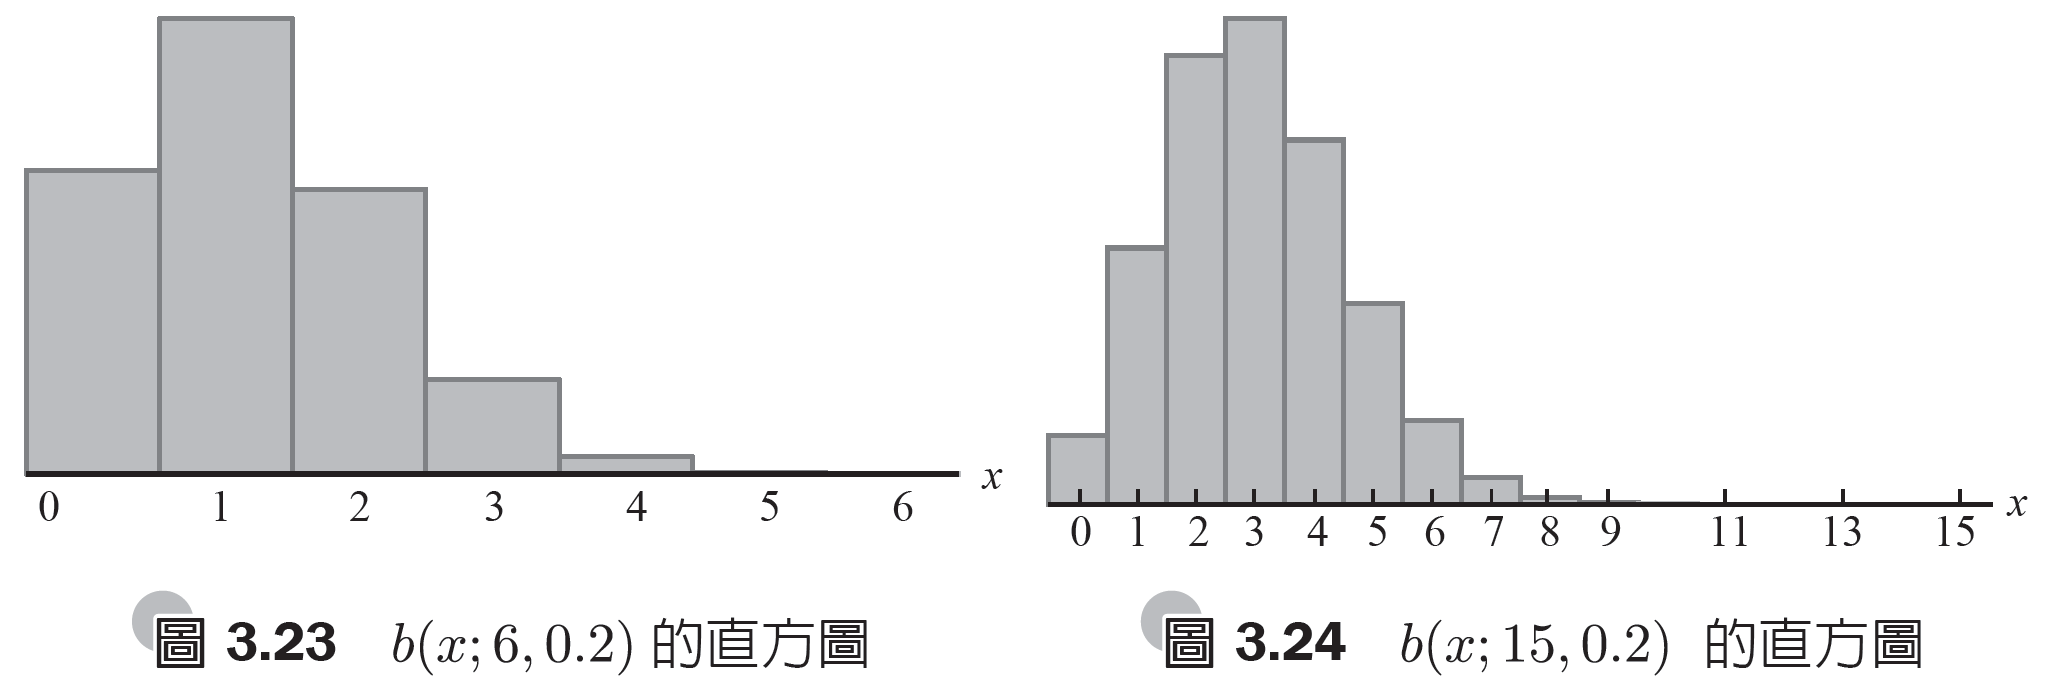 0 1 2 3 4 5 6 x
圖 3.23 b(x; 6, 0.2) 的直方圖
0 1 2 3 4 5 6 7 8 9 11 13 15 x
圖 3.24 b(x; 15, 0.2) 的直方圖